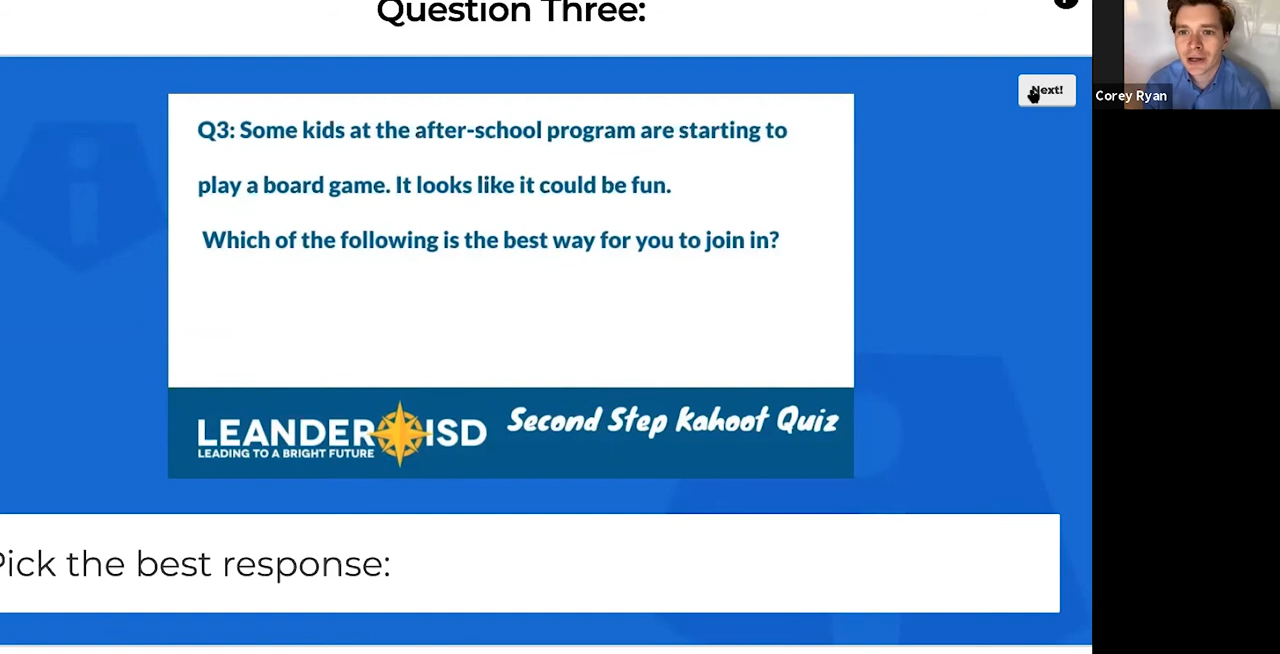 Question Three:
Next!
Corey Ryan
Q3: Some kids at the after-school program are starting to
play a board game. It looks like it could be fun.
Which of the following is the best way for you to join in?
LEANDER ISD
LEADING TO A BRIGHT FUTURE
Second Step Kahoot Quiz
Pick the best response: